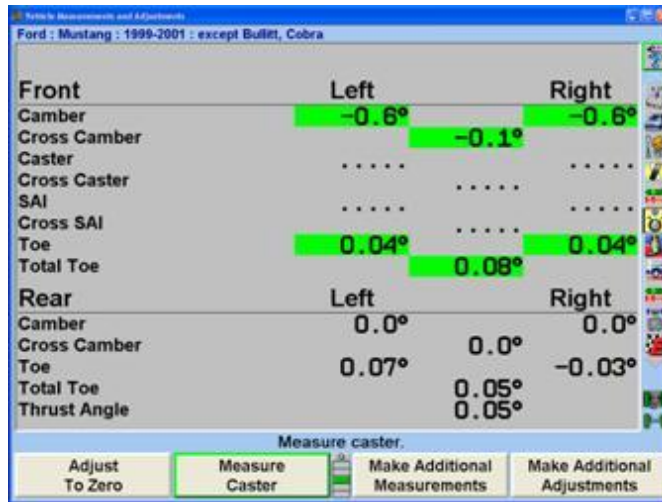 Vehicle Measurements and Adjustments
Ford : Mustang : 1999-2001 : except Bullitt, Cobra
Front Left Right
Camber -0.6° -0.6°
Cross Camber -0.1°
Caster ..... .....
Cross Caster .....
SAI ..... .....
Cross SAI .....
Toe 0.04° 0.04°
Total Toe 0.08°
Rear Left Right
Camber 0.0° 0.0°
Cross Camber 0.0°
Toe 0.07° -0.03°
Total Toe 0.05°
Thrust Angle 0.05°
Measure caster.
Adjust To Zero
Measure Caster
Make Additional Measurements
Make Additional Adjustments